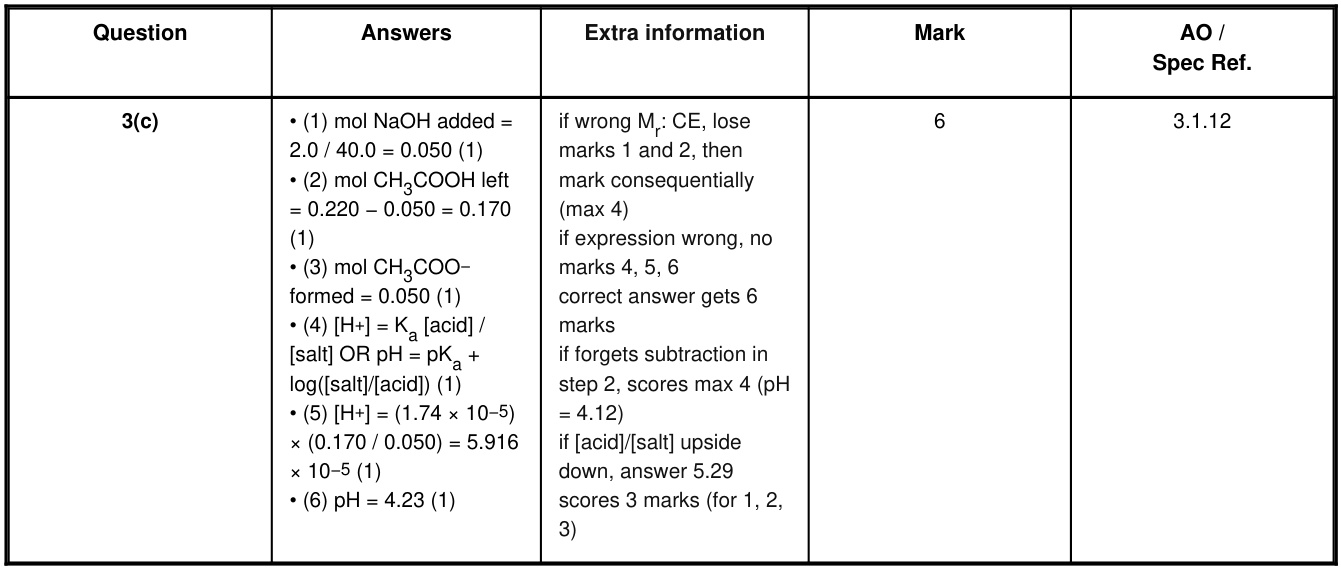 Question Answers Extra information Mark AO /
Spec Ref.
3(c)
• (1) mol NaOH added =
2.0 / 40.0 = 0.050 (1)
• (2) mol CH₃COOH left
= 0.220 − 0.050 = 0.170
(1)
• (3) mol CH₃COO⁻
formed = 0.050 (1)
• (4) [H⁺] = Kₐ [acid] /
[salt] OR pH = pKₐ +
log([salt]/[acid]) (1)
• (5) [H⁺] = (1.74 × 10⁻⁵)
× (0.170 / 0.050) = 5.916
× 10⁻⁵ (1)
• (6) pH = 4.23 (1)
if wrong Mᵣ: CE, lose
marks 1 and 2, then
mark consequentially
(max 4)
if expression wrong, no
marks 4, 5, 6
correct answer gets 6
marks
if forgets subtraction in
step 2, scores max 4 (pH
= 4.12)
if [acid]/[salt] upside
down, answer 5.29
scores 3 marks (for 1, 2,
3)
6
3.1.12